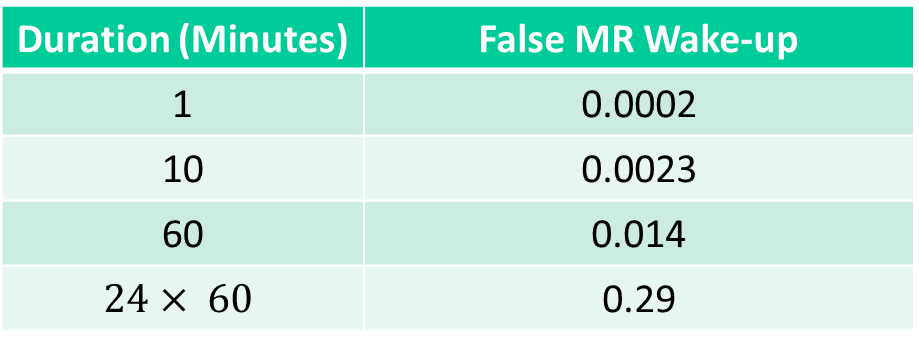 Duration (Minutes) False MR Wake-up
1 0.0002
10 0.0023
60 0.014
24 × 60 0.29